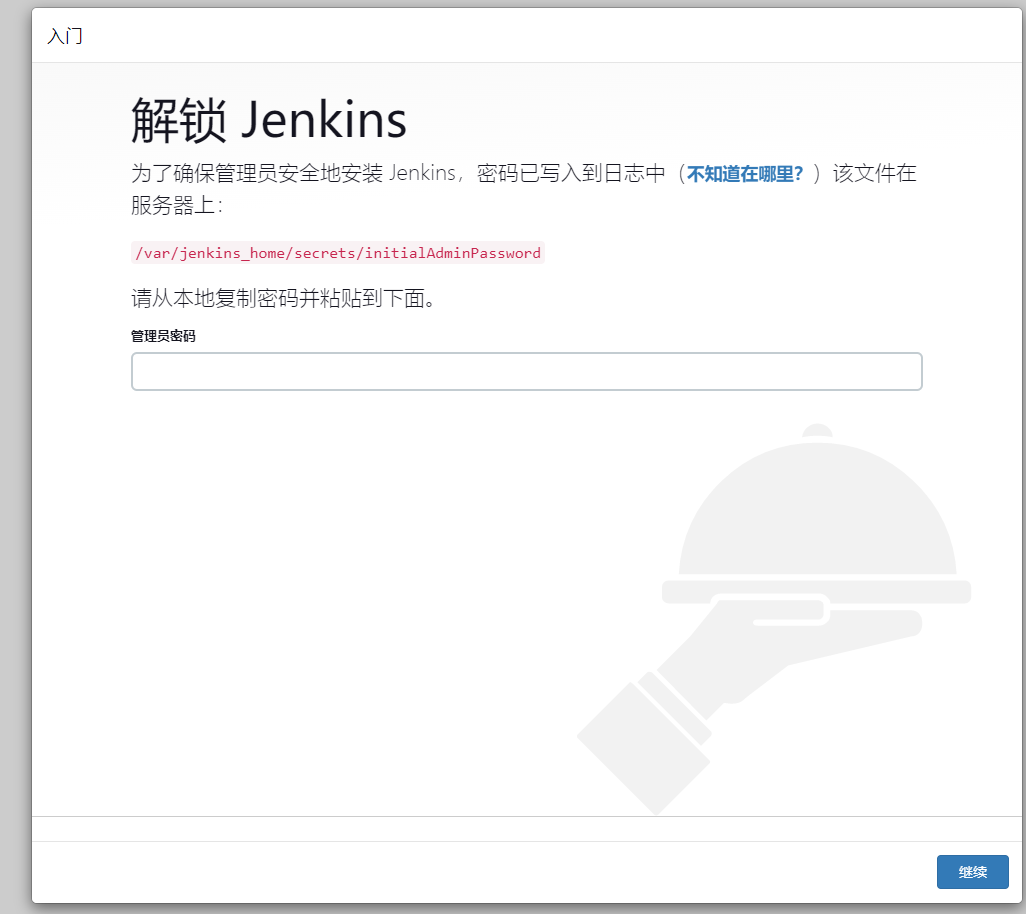 入门
解锁 Jenkins
为了确保管理员安全地安装 Jenkins，密码已写入到日志中（不知道在哪里？）该文件在
服务器上：
/var/jenkins_home/secrets/initialAdminPassword
请从本地复制密码并粘贴到下面。
管理员密码
继续